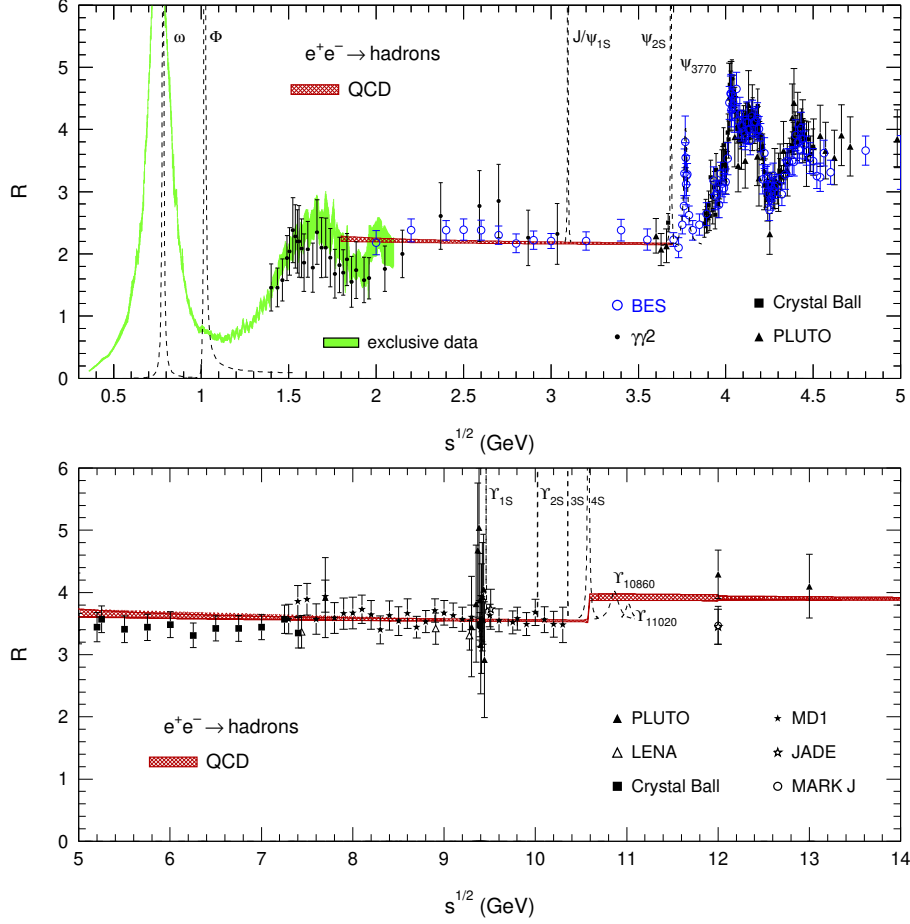 6
5
4
3
2
1
0
R
ω
Φ
e⁺e⁻ → hadrons
QCD
J/ψ1S
ψ2S
ψ3770
exclusive data
BES
γγ2
Crystal Ball
PLUTO
0.5
1
1.5
2
2.5
3
3.5
4
4.5
5
s^1/2 (GeV)
6
5
4
3
2
1
0
R
ϒ1S
ϒ2S
3S
4S
ϒ10860
ϒ11020
e⁺e⁻ → hadrons
QCD
PLUTO
LENA
Crystal Ball
MD1
JADE
MARK J
5
6
7
8
9
10
11
12
13
14
s^1/2 (GeV)